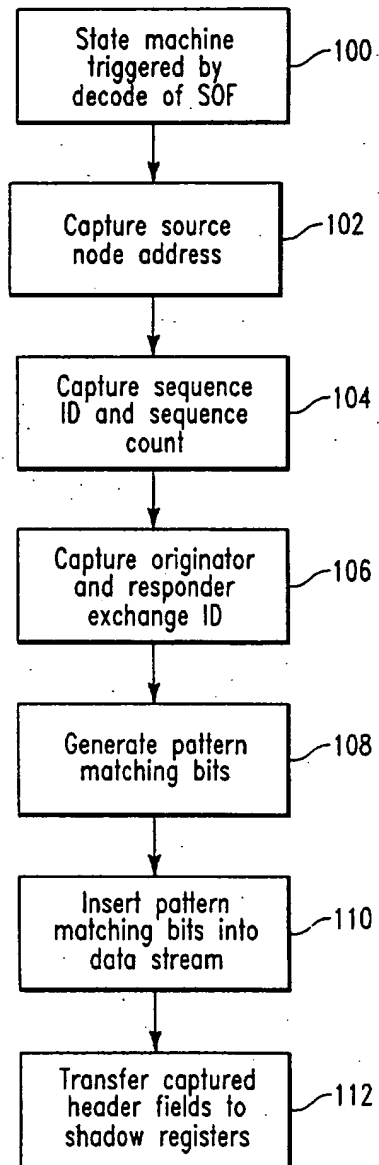 State machine
triggered by
decode of SOF
100
Capture source
node address
102
Capture sequence
ID and sequence
count
104
Capture originator
and responder
exchange ID
106
Generate pattern
matching bits
108
Insert pattern
matching bits into
data stream
110
Transfer captured
header fields to
shadow registers
112